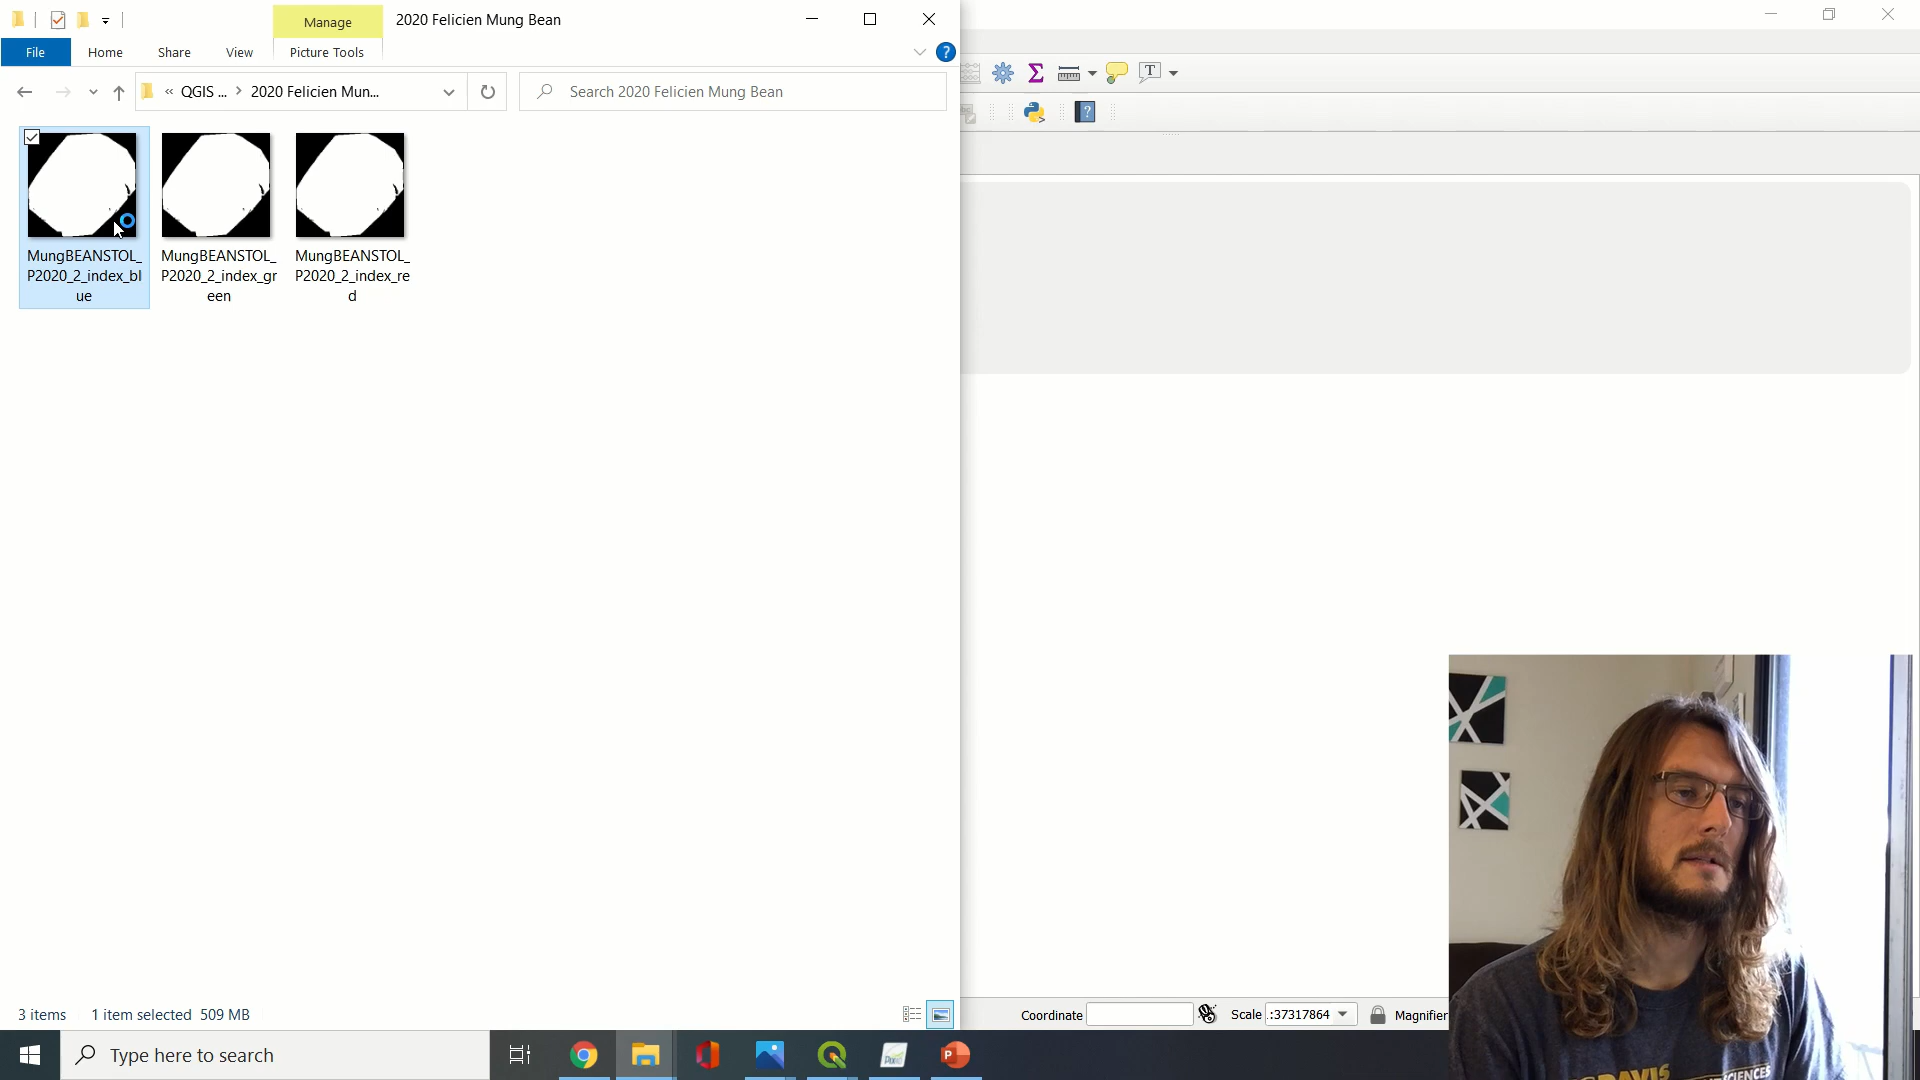 Manage
2020 Felicien Mung Bean
File
Home
Share
View
Picture Tools
?
« QGIS ... > 2020 Felicien Mun...
Search 2020 Felicien Mung Bean
MungBEANSTOL_
P2020_2_index_bl
ue
MungBEANSTOL_
P2020_2_index_gr
een
MungBEANSTOL_
P2020_2_index_re
d
3 items
1 item selected 509 MB
Coordinate
Scale
:37317864
Magnifier
Type here to search
DAVIS